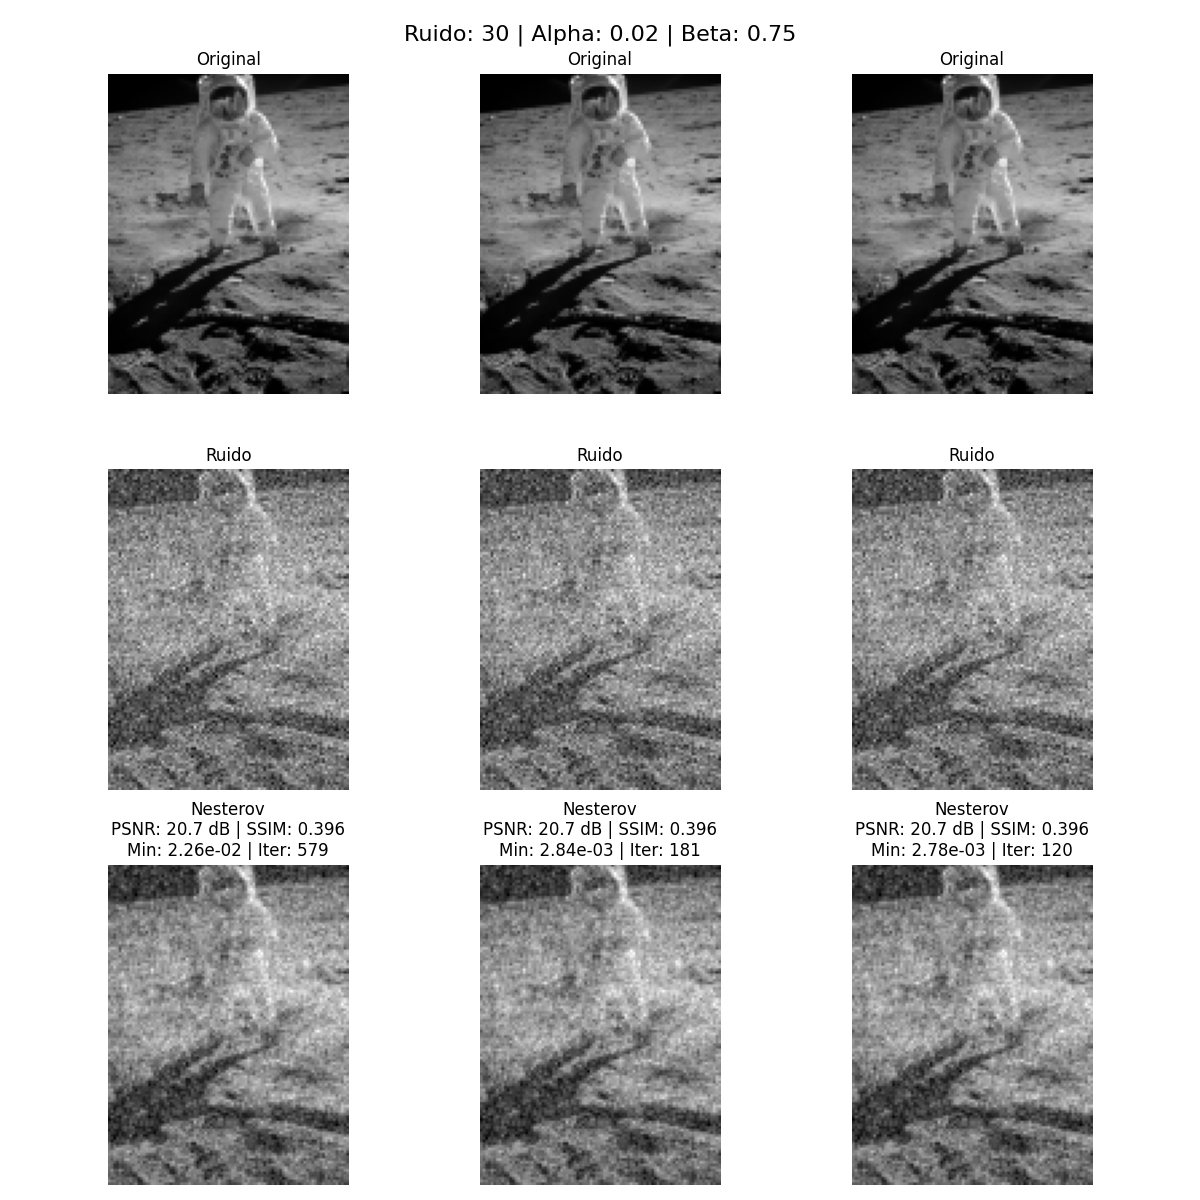 Ruido: 30 | Alpha: 0.02 | Beta: 0.75
Original
Original
Original
Ruido
Ruido
Ruido
Nesterov
PSNR: 20.7 dB | SSIM: 0.396
Min: 2.26e-02 | Iter: 579
Nesterov
PSNR: 20.7 dB | SSIM: 0.396
Min: 2.84e-03 | Iter: 181
Nesterov
PSNR: 20.7 dB | SSIM: 0.396
Min: 2.78e-03 | Iter: 120